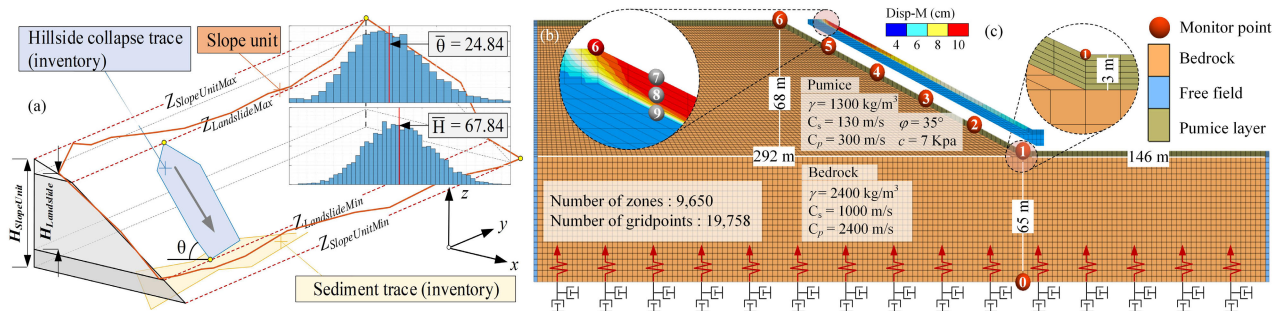 Hillside collapse trace
(inventory)
Slope unit
(a)
Z_SlopeUnitMax
Z_LandslideMax
H_SlopeUnit
H_Landslide
θ
Z_LandslideMin
Z_SlopeUnitMin
Sediment trace (inventory)
θ̅ = 24.84
H̅ = 67.84
z
y
x
(b)
6
7
8
9
6
5
4
3
2
1
0
Disp-M (cm)
4 6 8 10
(c)
1
3 m
68 m
Pumice
γ = 1300 kg/m³
C_s = 130 m/s φ = 35°
C_p = 300 m/s c = 7 Kpa
292 m
146 m
65 m
Bedrock
γ = 2400 kg/m³
C_s = 1000 m/s
C_p = 2400 m/s
Number of zones : 9,650
Number of gridpoints : 19,758
Monitor point
Bedrock
Free field
Pumice layer